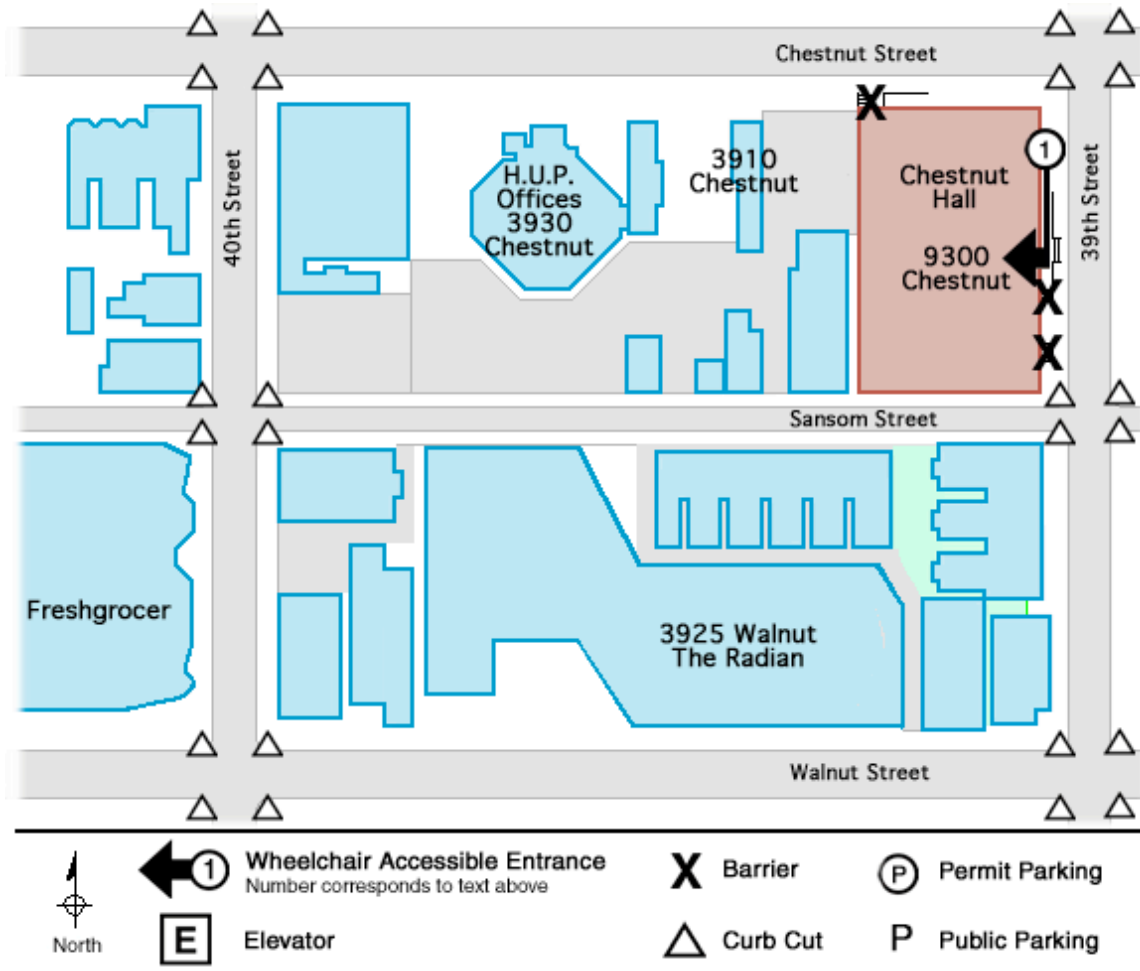 Chestnut Street
40th Street
H.U.P.
Offices
3930
Chestnut
3910
Chestnut
Chestnut
Hall
9300
Chestnut
X
1
39th Street
X
X
Sansom Street
Freshgrocer
3925 Walnut
The Radian
Walnut Street
North
1
Wheelchair Accessible Entrance
Number corresponds to text above
E
Elevator
X
Barrier
Curb Cut
P
Permit Parking
P
Public Parking